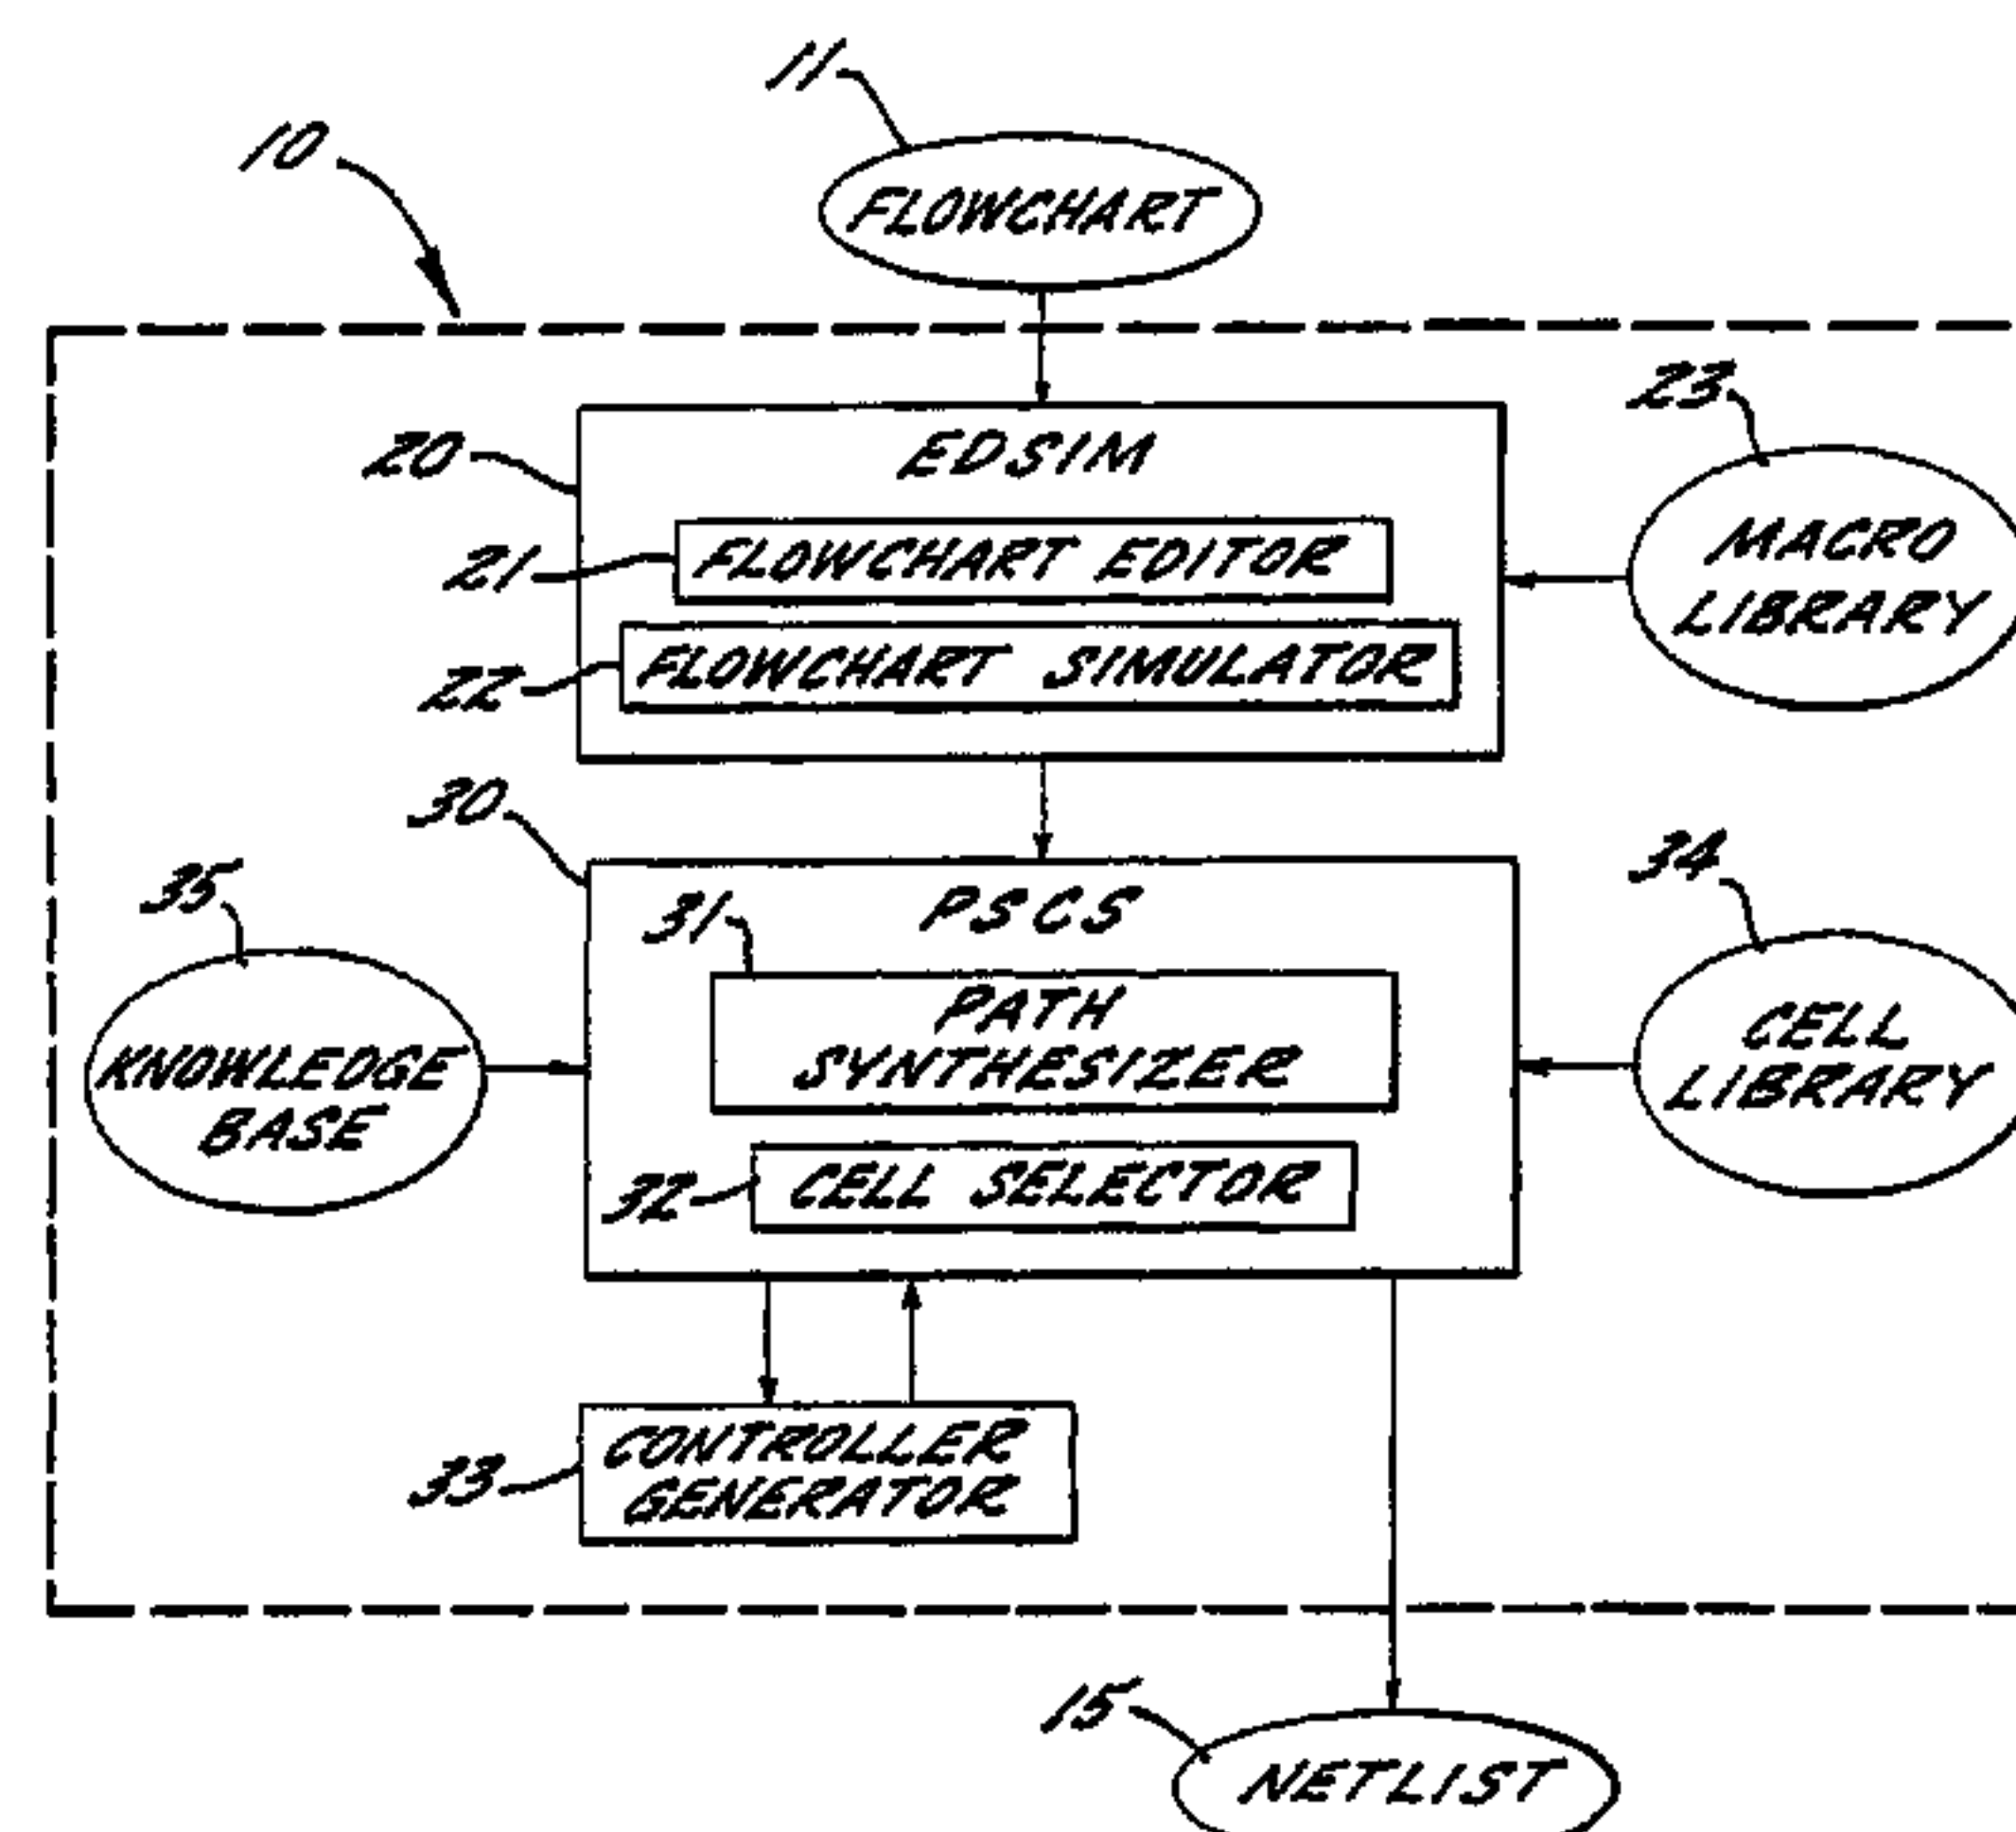 11
10
FLOWCHART
23
20
EDSIM
MACRO
LIBRARY
21
FLOWCHART EDITOR
22
FLOWCHART SIMULATOR
30
34
35
31
PSCS
PATH
SYNTHESIZER
CELL
LIBRARY
KNOWLEDGE
BASE
32
CELL SELECTOR
33
CONTROLLER
GENERATOR
15
NETLIST